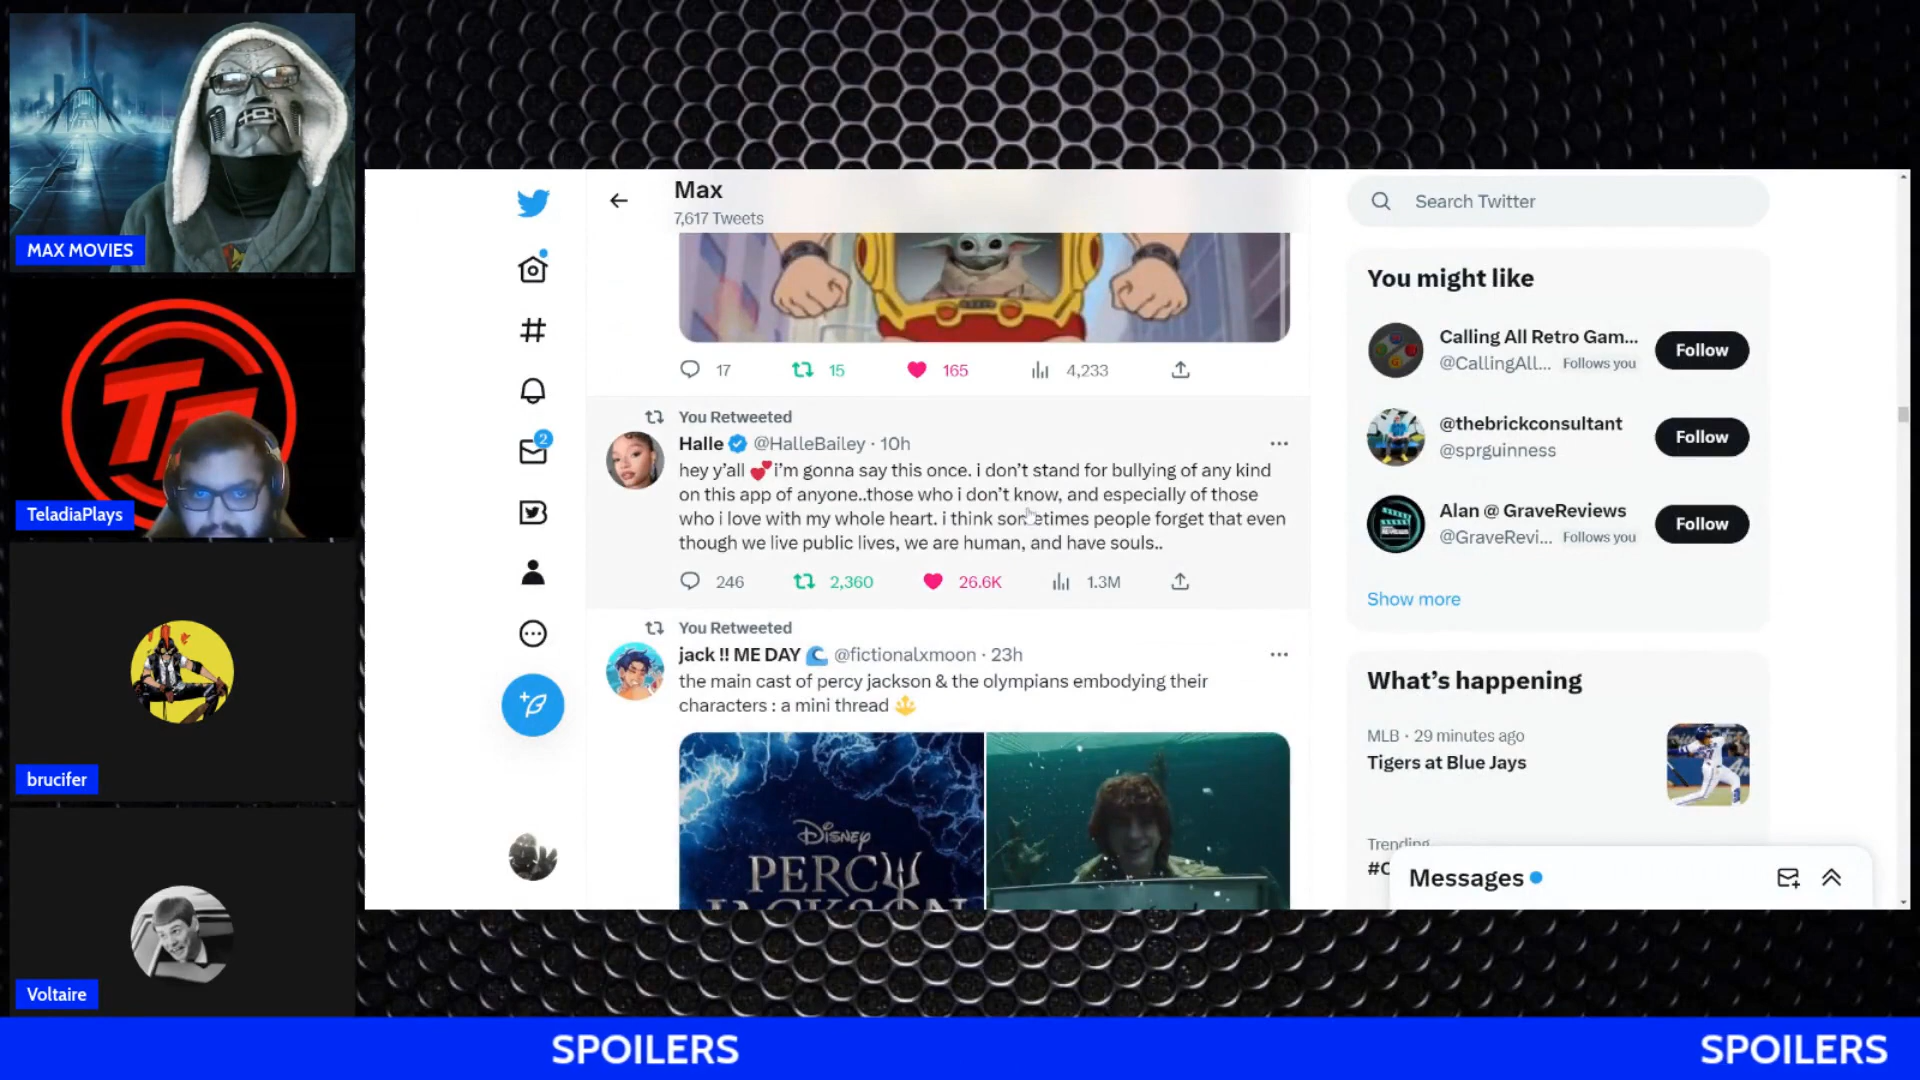 MAX MOVIES
TeladiaPlays
brucifer
Voltaire
2
Max
7,617 Tweets
17 15 165 4,233
You Retweeted
Halle @HalleBailey · 10h
hey y'all 💕i'm gonna say this once. i don't stand for bullying of any kind
on this app of anyone..those who i don't know, and especially of those
who i love with my whole heart. i think sometimes people forget that even
though we live public lives, we are human, and have souls..
246 2,360 26.6K 1.3M
You Retweeted
jack !! ME DAY 🌊 @fictionalxmoon · 23h
the main cast of percy jackson & the olympians embodying their
characters : a mini thread 🔱
Disney
PERCY
JACKSON
Search Twitter
You might like
Calling All Retro Gam...
@CallingAll... Follows you
Follow
@thebrickconsultant
@sprguinness
Follow
Alan @ GraveReviews
@GraveRevi... Follows you
Follow
Show more
What's happening
MLB · 29 minutes ago
Tigers at Blue Jays
Trending
Messages
SPOILERS
SPOILERS